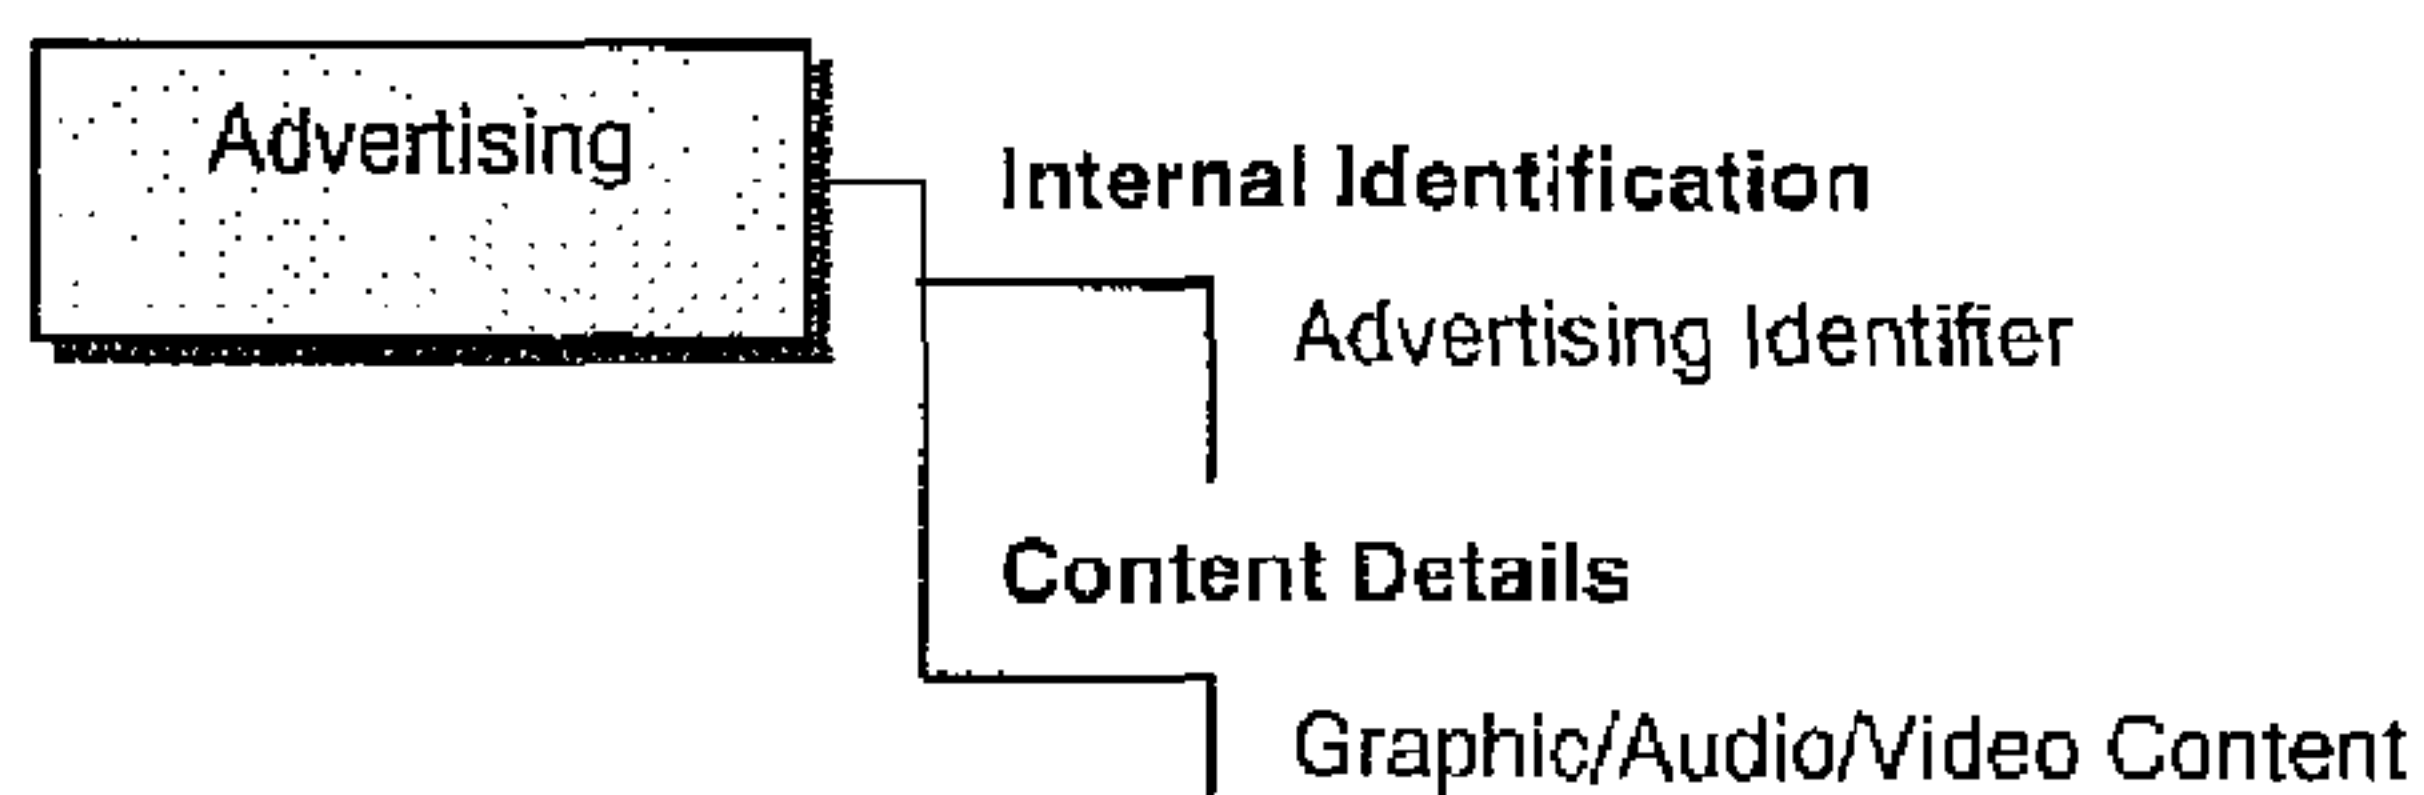 Advertising
Internal Identification
Advertising Identifier
Content Details
Graphic/Audio/Video Content